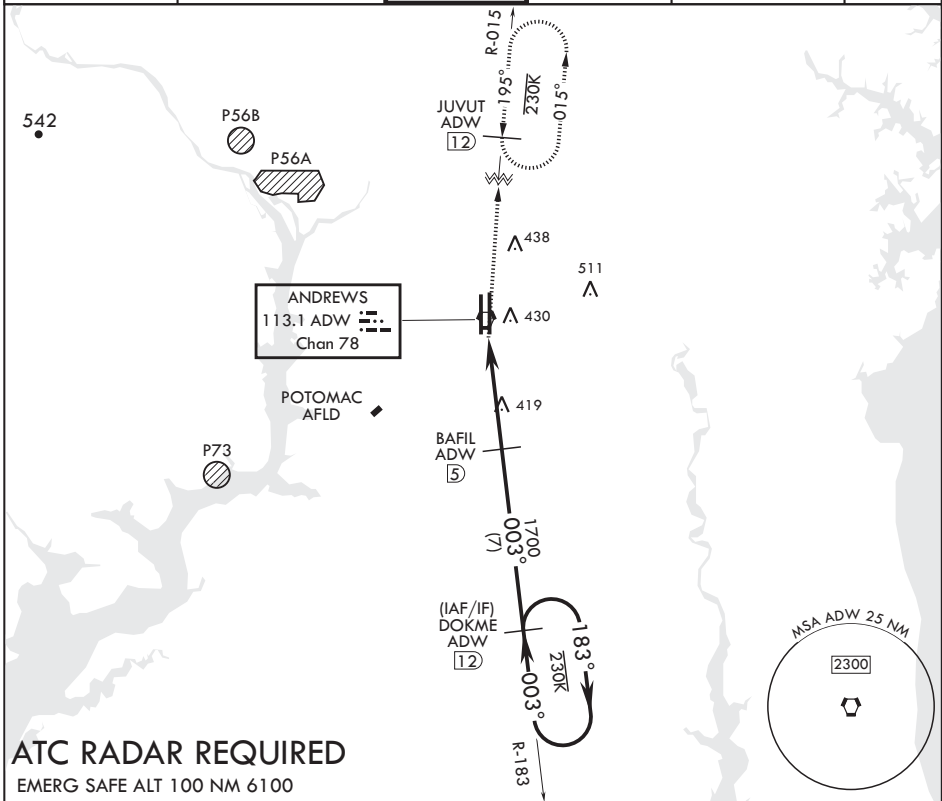 R-015
195°
230K
015°
JUVUT
ADW
12
542
P56B
P56A
438
511
ANDREWS
113.1 ADW
Chan 78
430
POTOMAC
AFLD
419
BAFIL
ADW
5
P73
1700
003°
(7)
(IAF/IF)
DOKME
ADW
12
183°
230K
003°
R-183
MSA ADW 25 NM
2300
ATC RADAR REQUIRED
EMERG SAFE ALT 100 NM 6100